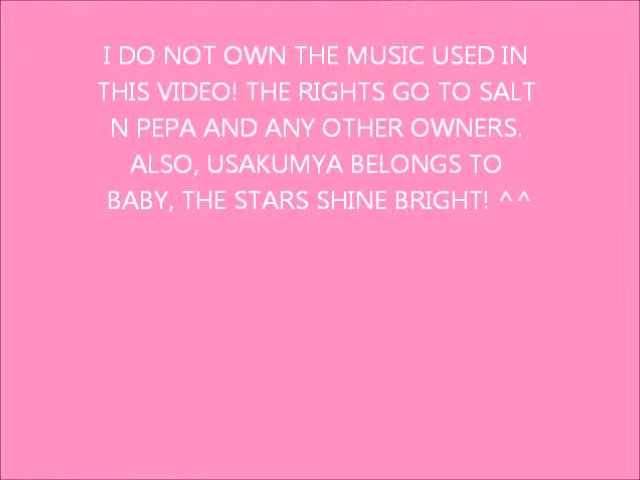 I DO NOT OWN THE MUSIC USED IN
THIS VIDEO! THE RIGHTS GO TO SALT
N PEPA AND ANY OTHER OWNERS.
ALSO, USAKUMYA BELONGS TO
BABY, THE STARS SHINE BRIGHT! ^^